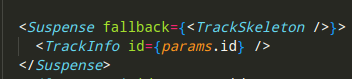 <Suspense fallback={<TrackSkeleton />}>
<TrackInfo id={params.id} />
</Suspense>